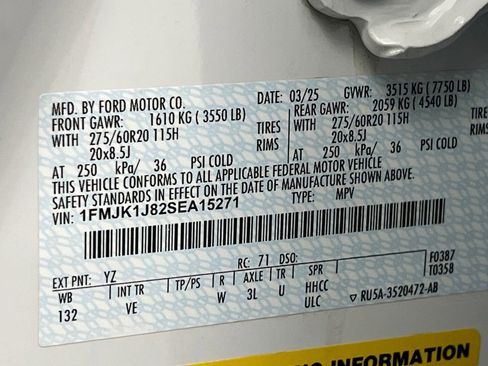 MFD. BY FORD MOTOR CO.
DATE: 03/25 GVWR: 3515 KG ( 7750 LB)
FRONT GAWR: 1610 KG ( 3550 LB) REAR GAWR: 2059 KG ( 4540 LB)
WITH 275/60R20 115H TIRES WITH 275/60R20 115H TIRES
20x8.5J RIMS 20x8.5J RIMS
AT 250 kPa/ 36 PSI COLD AT 250 kPa/ 36 PSI COLD
THIS VEHICLE CONFORMS TO ALL APPLICABLE FEDERAL MOTOR VEHICLE
SAFETY STANDARDS IN EFFECT ON THE DATE OF MANUFACTURE SHOWN ABOVE.
VIN: 1FMJK1J82SEA15271 TYPE: MPV
F0387
T0358
EXT PNT: YZ RC: 71 DSO:
WB INT TR TP/PS R AXLE TR SPR
132 VE W 3L U HHCC
ULC
RU5A-3520472-AB
NG INFORMATION